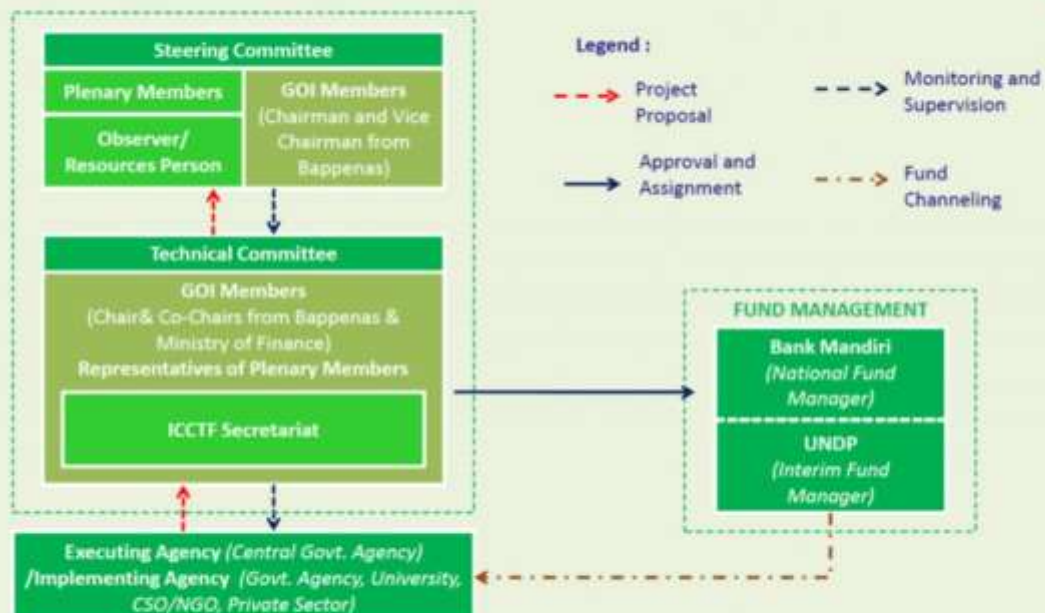 Steering Committee
Plenary Members
Observer/
Resources Person
GOI Members
(Chairman and Vice
Chairman from
Bappenas)
Technical Committee
GOI Members
(Chair& Co-Chairs from Bappenas &
Ministry of Finance)
Representatives of Plenary Members
ICCTF Secretariat
Executing Agency (Central Govt. Agency)
/Implementing Agency (Govt. Agency, University,
CSO/NGO, Private Sector)
Legend :
Project
Proposal
Monitoring and
Supervision
Approval and
Assignment
Fund
Channeling
FUND MANAGEMENT
Bank Mandiri
(National Fund
Manager)
UNDP
(Interim Fund
Manager)